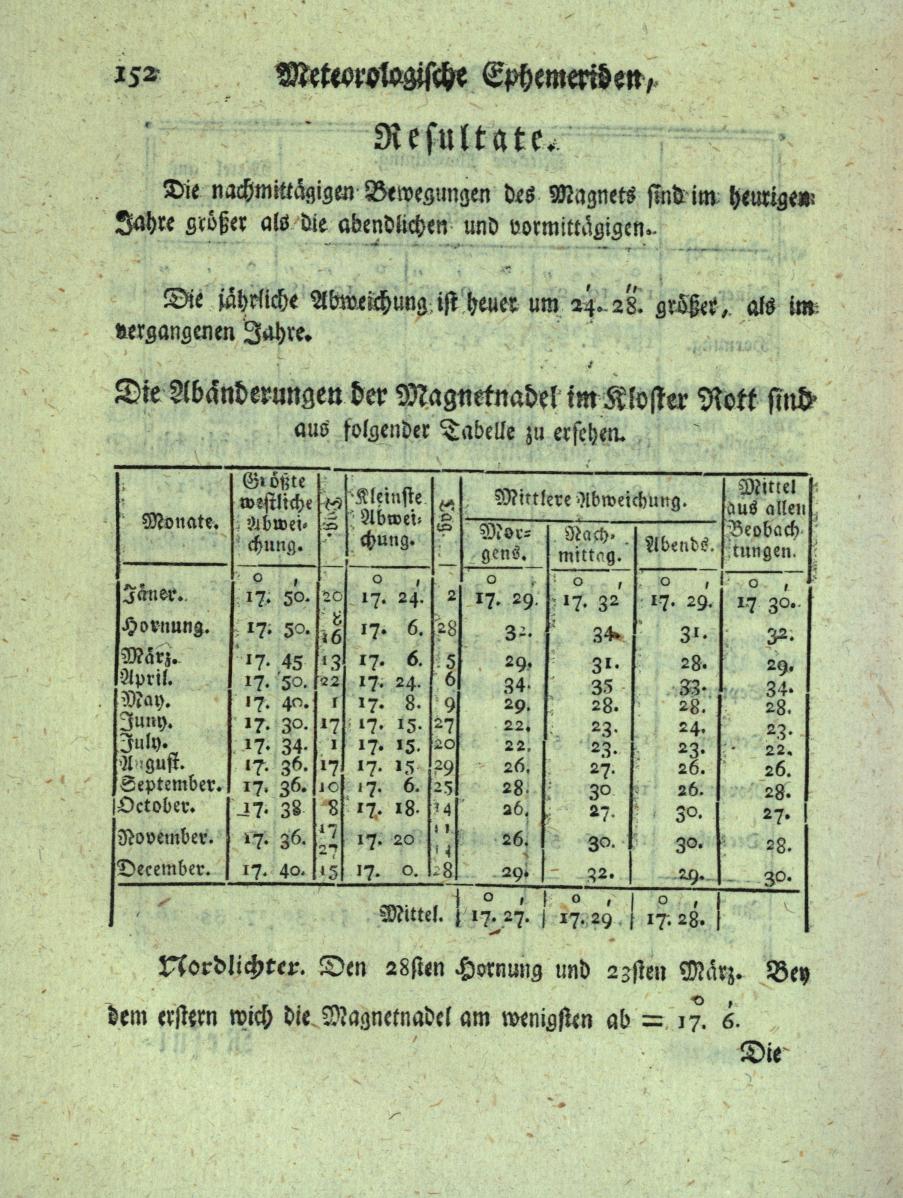 152 Meteorologische Ephemeriden,
Resultate.
Die nachmittägigen Bewegungen des Magnets sind im heurigen
Jahre größer als die abendlichen und vormittägigen.
Die jährliche Abweichung ist heuer um 24.′ 28.″ größer, als im
vergangenen Jahre.
Die Abänderungen der Magnetnadel im Kloster Rott sind
aus folgender Tabelle zu ersehen.
Monate. | Größte westliche Abwei- chung. | Tag. | Kleinste Abwei- chung. | Tag. | Mittlere Abweichung. | Mittel aus allen Beobach- tungen.
Mor- gens. | Nach- mittag. | Abends.
o ′ | o ′ | o | o ′ | o ′ | o ′
Jäner. 17. 50. 20 17. 24. 2 17. 29. 17. 32 17. 29. 17 30.
Hornung. 17. 50. 8 16 17. 6. 28 32. 34. 31. 32.
März. 17. 45 13 17. 6. 5 29. 31. 28. 29.
April. 17. 50. 22 17. 24. 6 34. 35 33. 34.
May. 17. 40. 1 17. 8. 9 29. 28. 28. 28.
Juny. 17. 30. 17 17. 15. 27 22. 23. 24. 23.
July. 17. 34. 1 17. 15. 20 22. 23. 23. 22.
August. 17. 36. 17 17. 15 29 26. 27. 26. 26.
September. 17. 36. 10 17. 6. 25 28. 30 26. 28.
October. 17. 38 8 17. 18. 14 26. 27. 30. 27.
November. 17. 36. 17 27 17. 20 11 14 26. 30. 30. 28.
December. 17. 40. 15 17. 0. 28 29. 32. 29. 30.
o ′ | o ′ | o ′
Mittel. 17. 27. 17. 29 17. 28.
Nordlichter. Den 28sten Hornung und 23sten März. Bey
dem erstern wich die Magnetnadel am wenigsten ab = 17.° 6.′
Die